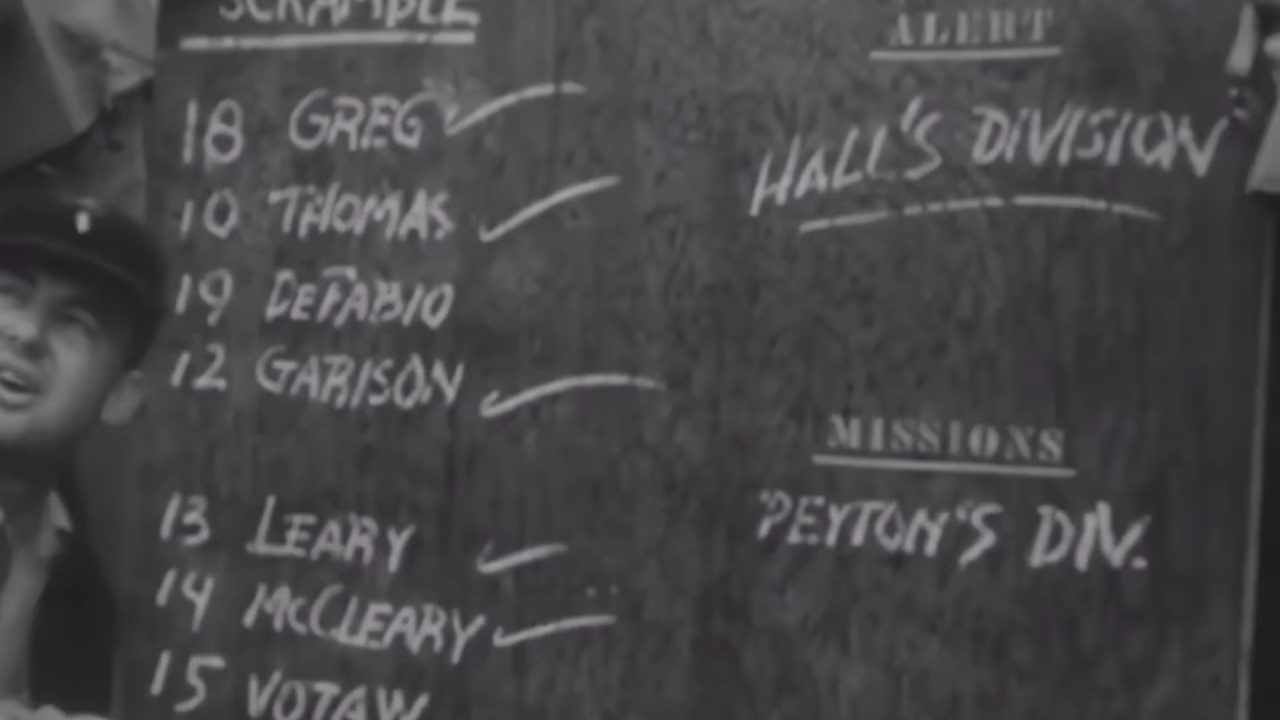 SCRAMBLE
18 GREG
10 THOMAS
19 DEFABIO
12 GARISON
13 LEARY
14 MCCLEARY
15 VOTAW
ALERT
HALL'S DIVISION
MISSIONS
PEYTON'S DIV.